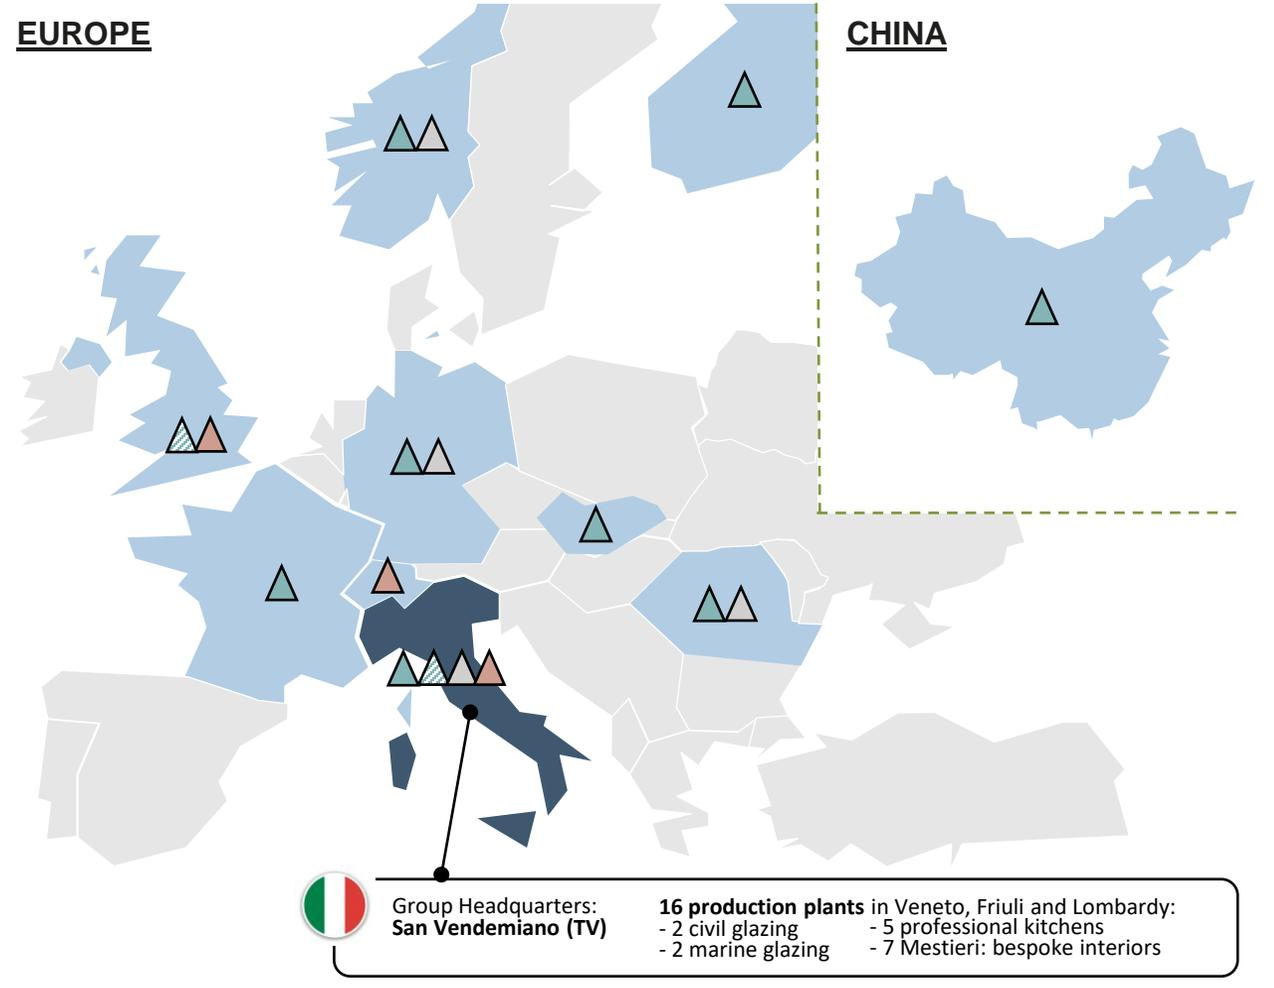 EUROPE
CHINA
Group Headquarters:
San Vendemiano (TV)
16 production plants in Veneto, Friuli and Lombardy:
- 2 civil glazing
- 5 professional kitchens
- 2 marine glazing
- 7 Mestieri: bespoke interiors